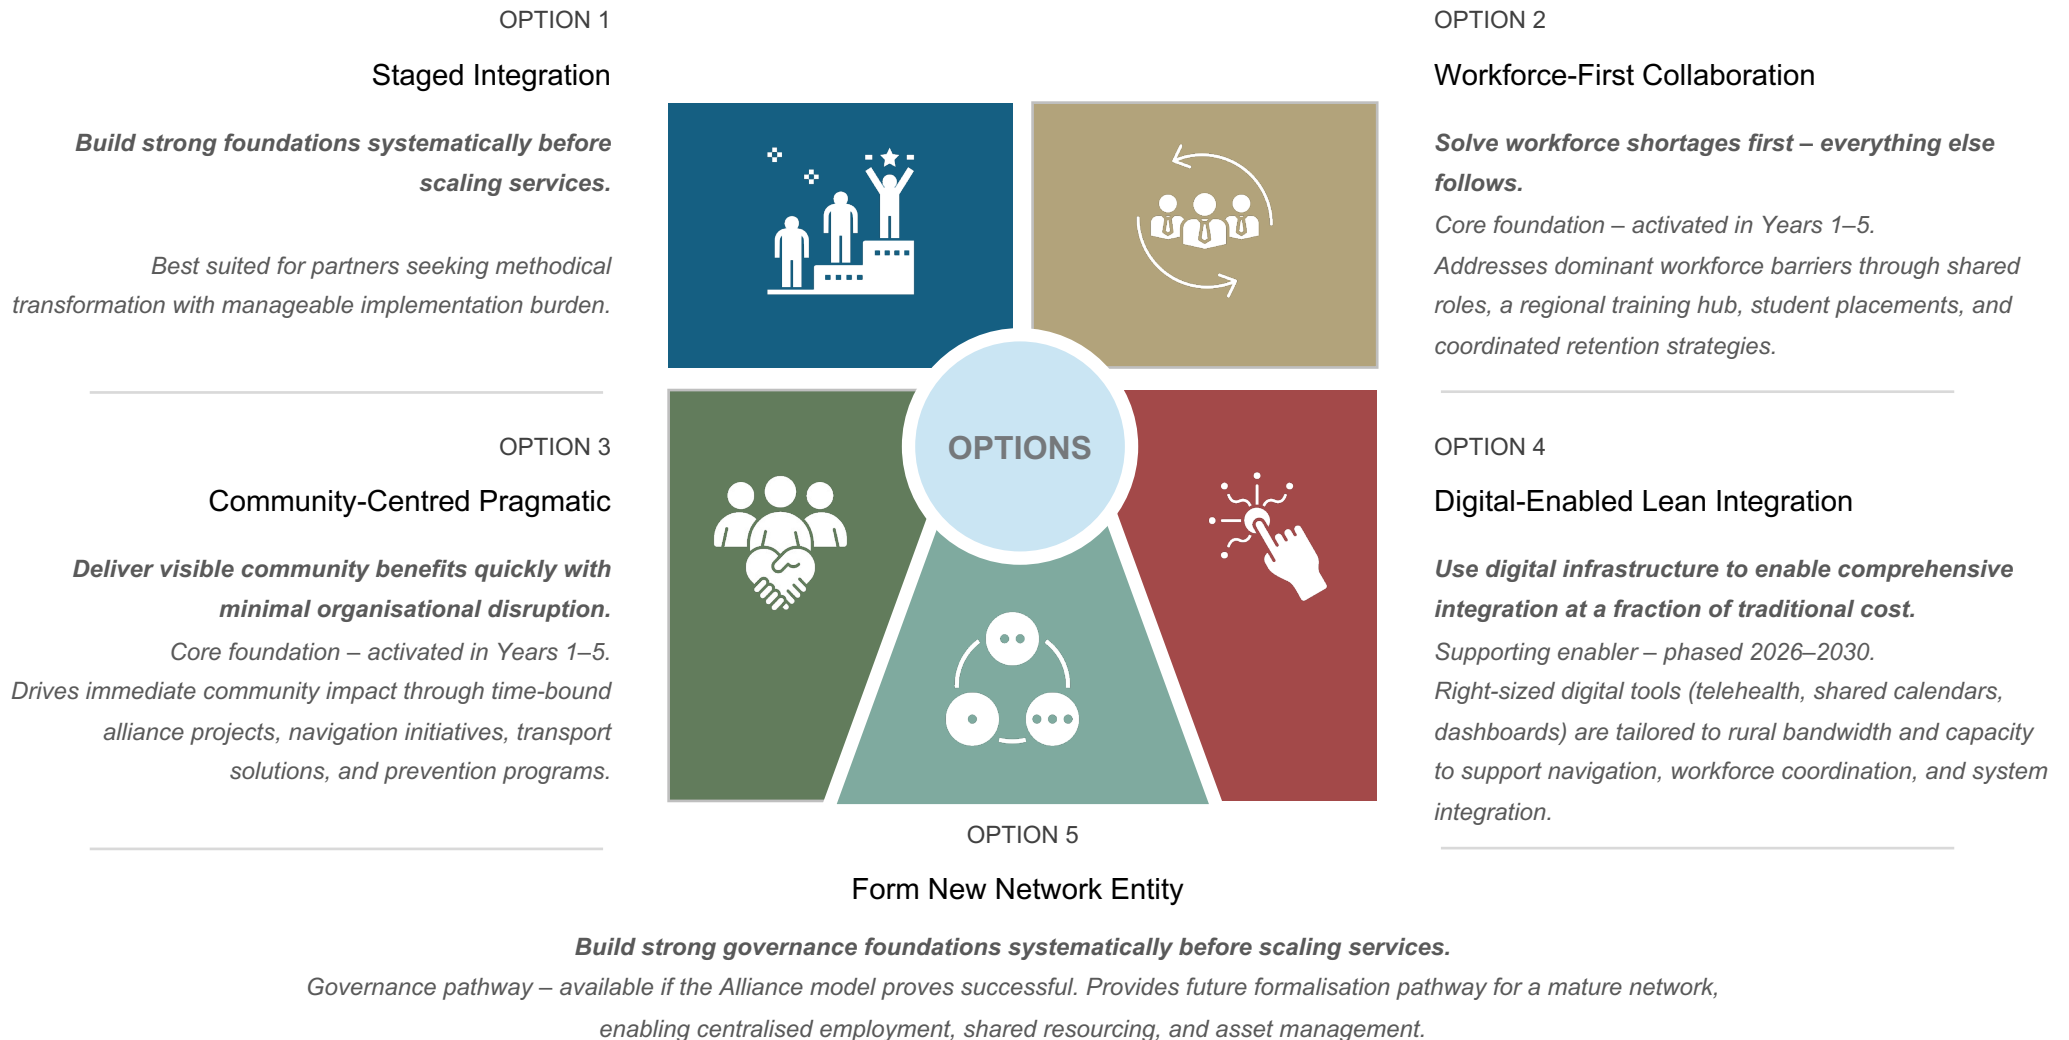 OPTION 1
Staged Integration
Build strong foundations systematically before
scaling services.
Best suited for partners seeking methodical
transformation with manageable implementation burden.
OPTION 2
Workforce-First Collaboration
Solve workforce shortages first – everything else
follows.
Core foundation – activated in Years 1–5.
Addresses dominant workforce barriers through shared
roles, a regional training hub, student placements, and
coordinated retention strategies.
OPTIONS
OPTION 3
Community-Centred Pragmatic
Deliver visible community benefits quickly with
minimal organisational disruption.
Core foundation – activated in Years 1–5.
Drives immediate community impact through time-bound
alliance projects, navigation initiatives, transport
solutions, and prevention programs.
OPTION 4
Digital-Enabled Lean Integration
Use digital infrastructure to enable comprehensive
integration at a fraction of traditional cost.
Supporting enabler – phased 2026–2030.
Right-sized digital tools (telehealth, shared calendars,
dashboards) are tailored to rural bandwidth and capacity
to support navigation, workforce coordination, and system
integration.
OPTION 5
Form New Network Entity
Build strong governance foundations systematically before scaling services.
Governance pathway – available if the Alliance model proves successful. Provides future formalisation pathway for a mature network,
enabling centralised employment, shared resourcing, and asset management.